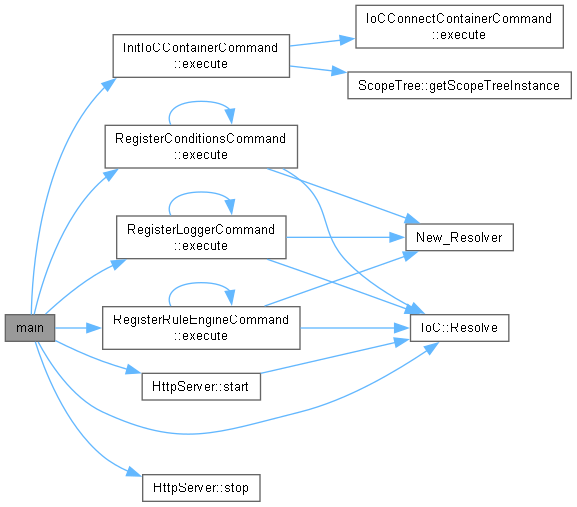 main
InitIoCContainerCommand
::execute
IoCConnectContainerCommand
::execute
ScopeTree::getScopeTreeInstance
RegisterConditionsCommand
::execute
RegisterLoggerCommand
::execute
New_Resolver
RegisterRuleEngineCommand
::execute
IoC::Resolve
HttpServer::start
HttpServer::stop